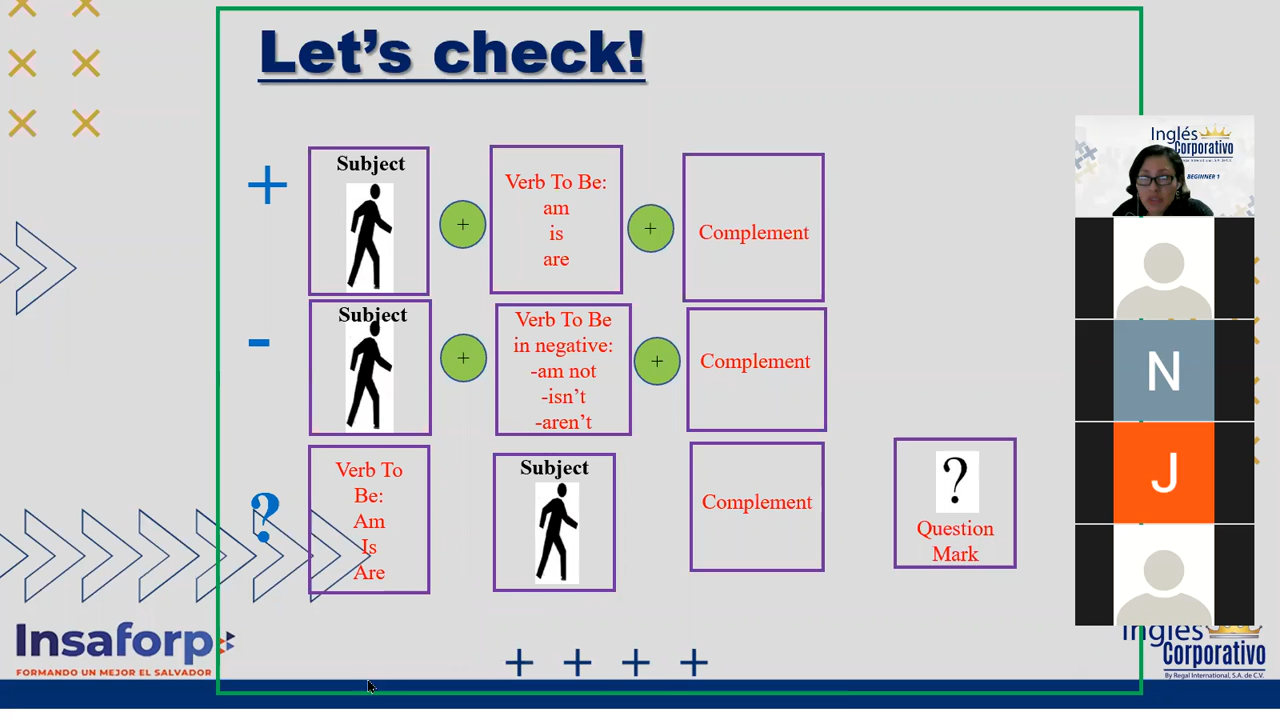 Let's check!
+
Subject
+
Verb To Be:
am
is
are
+
Complement
-
Subject
+
Verb To Be
in negative:
-am not
-isn't
-aren't
+
Complement
?
Verb To
Be:
Am
Is
Are
Subject
Complement
?
Question
Mark
Inglés
Corporativo
BEGINNER 1
N
J
Insaforp
FORMANDO UN MEJOR EL SALVADOR
Inglés
Corporativo
By Regal International, S.A. de C.V.